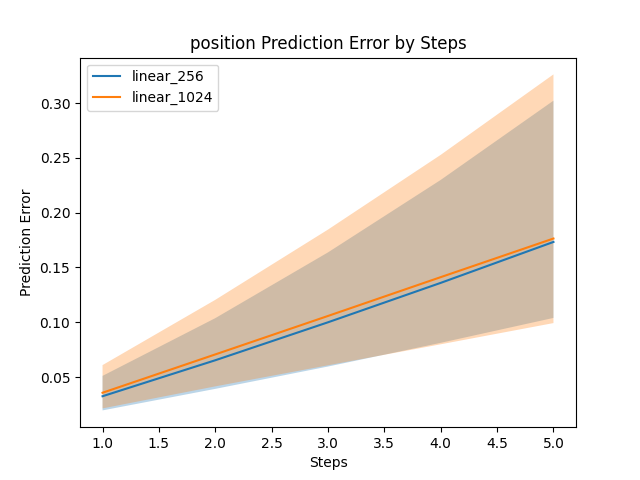 position Prediction Error by Steps
linear_256
linear_1024
0.30
0.25
0.20
0.15
0.10
0.05
Prediction Error
1.0 1.5 2.0 2.5 3.0 3.5 4.0 4.5 5.0
Steps